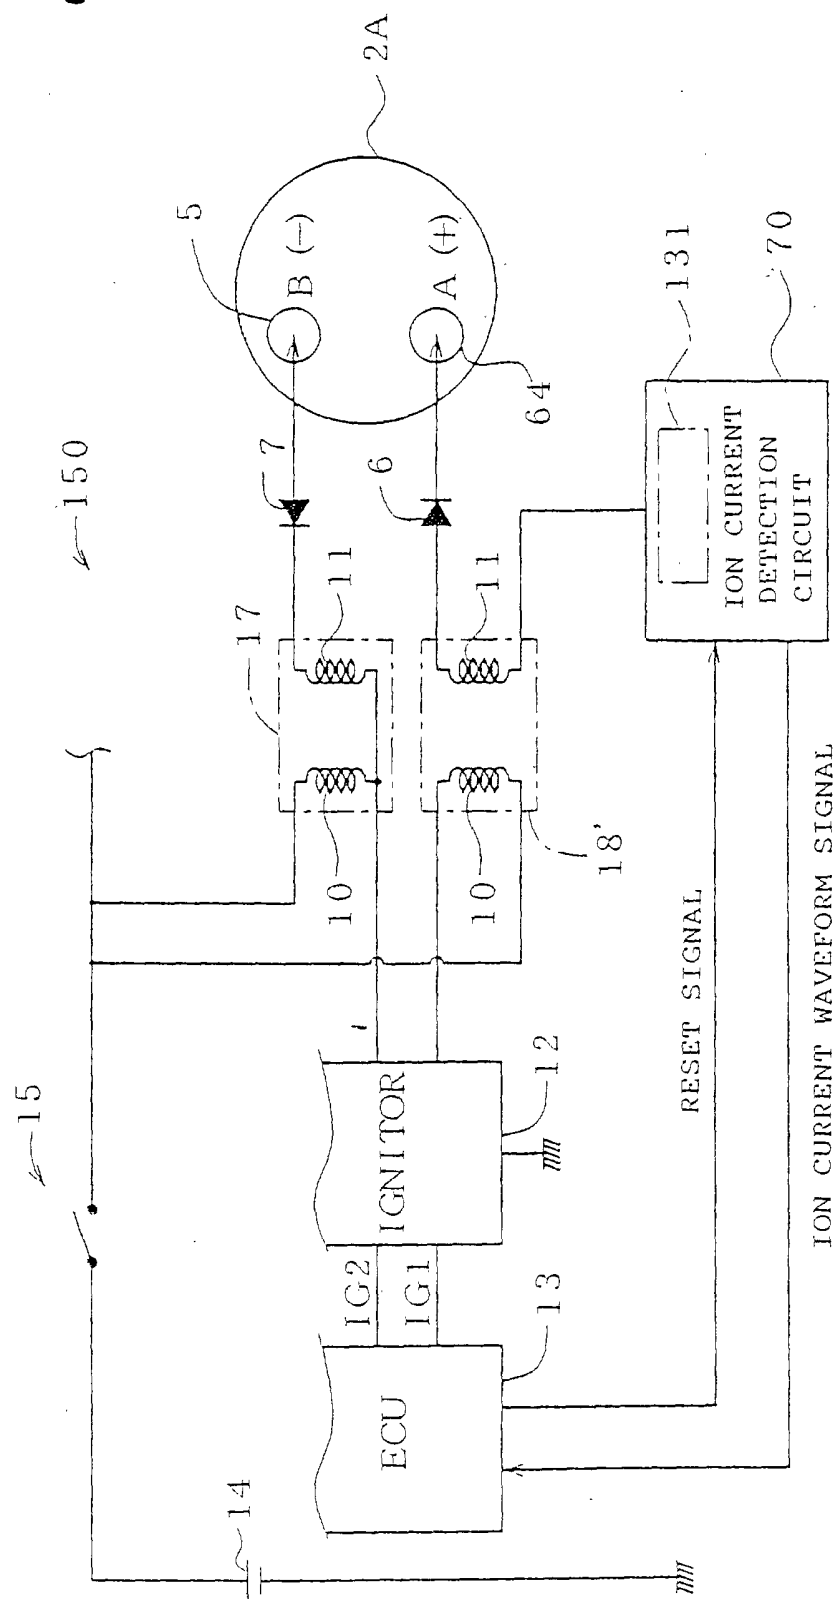 150
15
2A
5
B (-)
A (+)
64
7
6
17
11
11
10
10
18'
14
ECU
13
IG2
IG1
IGNITOR
12
131
70
ION CURRENT
DETECTION
CIRCUIT
RESET SIGNAL
ION CURRENT WAVEFORM SIGNAL